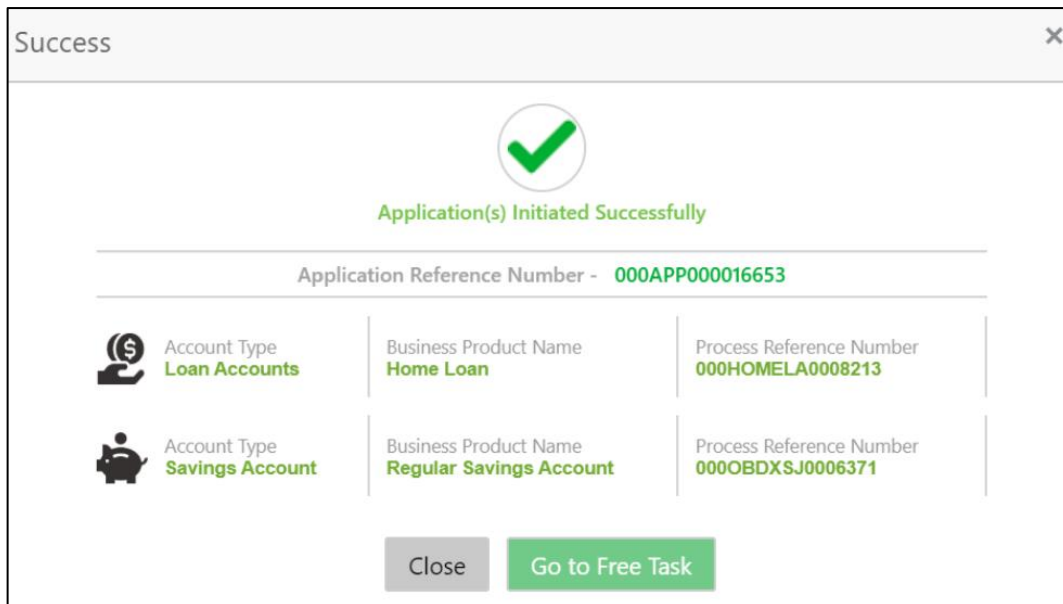 Success
×
Application(s) Initiated Successfully
Application Reference Number - 000APP000016653
Account Type Business Product Name Process Reference Number
Loan Accounts Home Loan 000HOMELA0008213
Account Type Business Product Name Process Reference Number
Savings Account Regular Savings Account 000OBDXSJ0006371
Close Go to Free Task